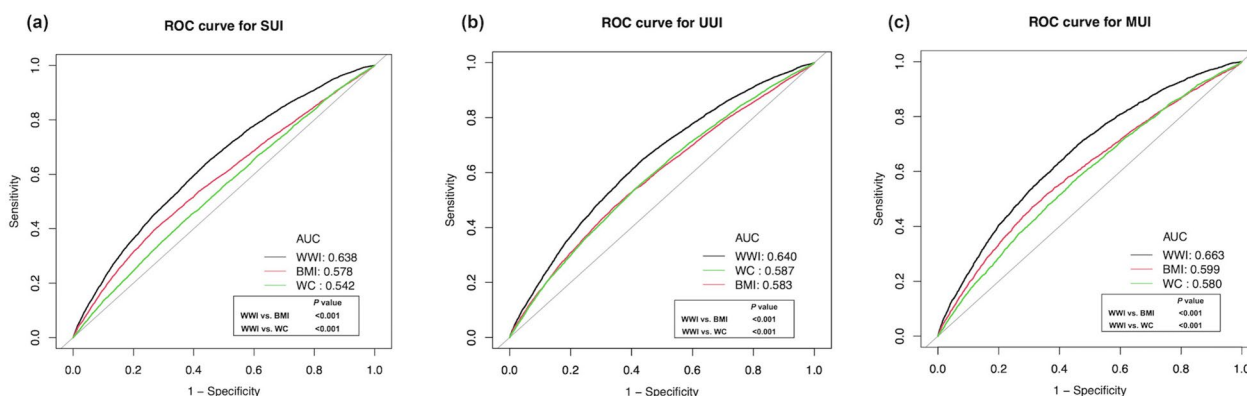 (a)
ROC curve for SUI
Sensitivity
1.0
0.8
0.6
0.4
0.2
0.0
AUC
WWI: 0.638
BMI: 0.578
WC : 0.542
P value
WWI vs. BMI <0.001
WWI vs. WC <0.001
0.0 0.2 0.4 0.6 0.8 1.0
1 – Specificity
(b)
ROC curve for UUI
Sensitivity
1.0
0.8
0.6
0.4
0.2
0.0
AUC
WWI: 0.640
WC : 0.587
BMI: 0.583
P value
WWI vs. BMI <0.001
WWI vs. WC <0.001
0.0 0.2 0.4 0.6 0.8 1.0
1 – Specificity
(c)
ROC curve for MUI
Sensitivity
1.0
0.8
0.6
0.4
0.2
0.0
AUC
WWI: 0.663
BMI: 0.599
WC : 0.580
P value
WWI vs. BMI <0.001
WWI vs. WC <0.001
0.0 0.2 0.4 0.6 0.8 1.0
1 – Specificity